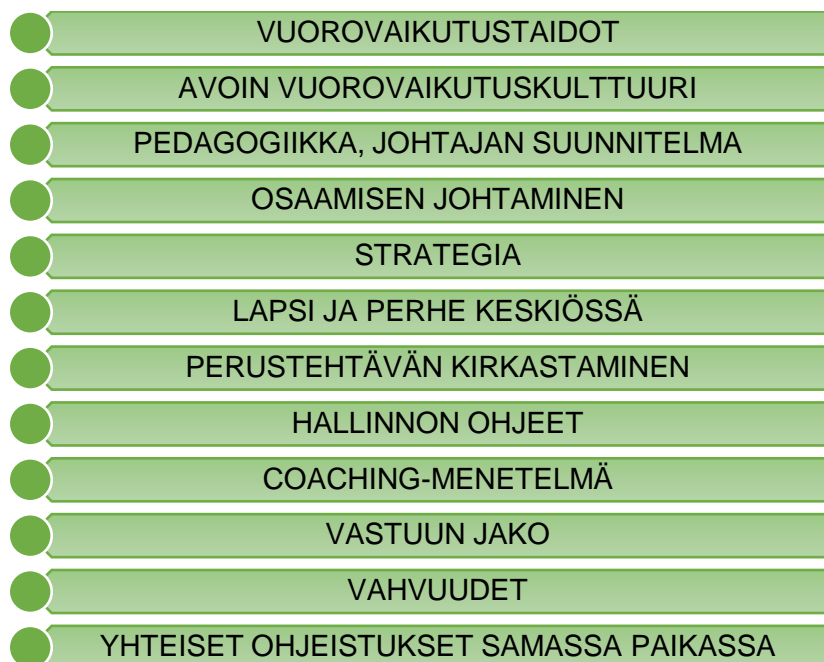 VUOROVAIKUTUSTAIDOT
AVOIN VUOROVAIKUTUSKULTTUURI
PEDAGOGIIKKA, JOHTAJAN SUUNNITELMA
OSAAMISEN JOHTAMINEN
STRATEGIA
LAPSI JA PERHE KESKIÖSSÄ
PERUSTEHTÄVÄN KIRKASTAMINEN
HALLINNON OHJEET
COACHING-MENETELMÄ
VASTUUN JAKO
VAHVUUDET
YHTEISET OHJEISTUKSET SAMASSA PAIKASSA